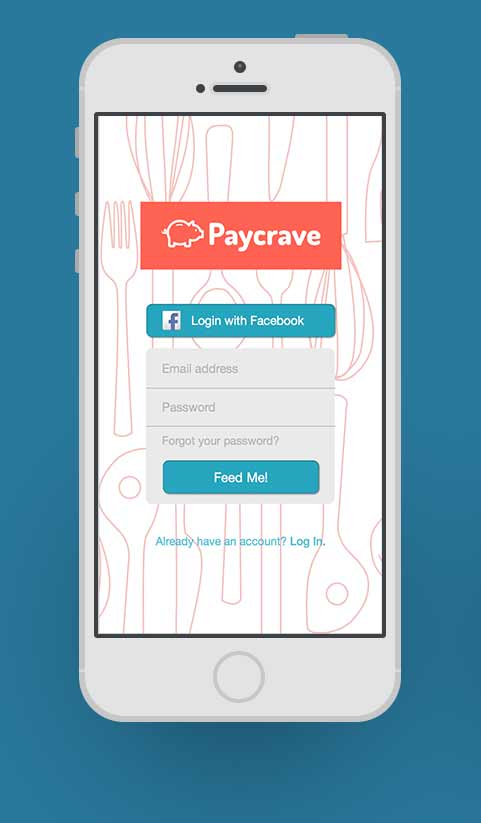 Paycrave
Login with Facebook
Email address
Password
Forgot your password?
Feed Me!
Already have an account? Log In.